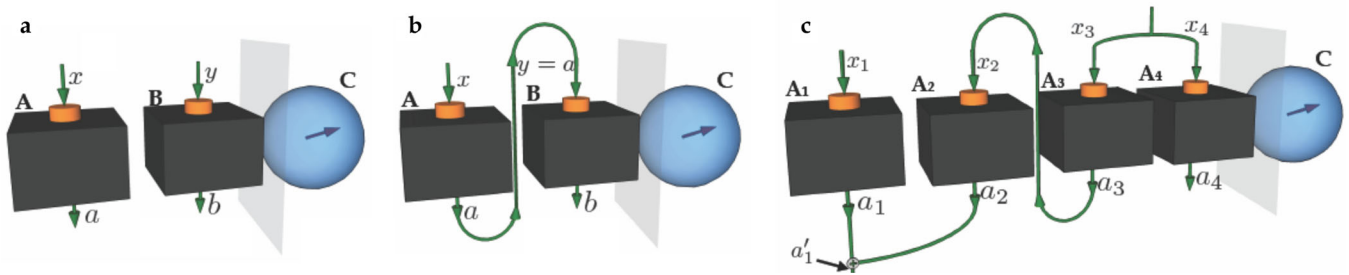 a
x
A
a
y
B
b
C
b
x
A
a
y = a
B
b
C
c
x₁
A₁
a₁
a′₁
x₂
A₂
a₂
x₃
A₃
a₃
x₄
A₄
a₄
C